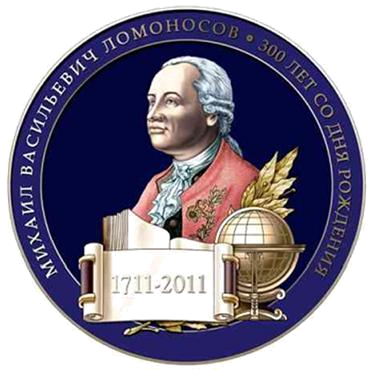 МИХАИЛ ВАСИЛЬЕВИЧ ЛОМОНОСОВ • 300 ЛЕТ СО ДНЯ РОЖДЕНИЯ
1711-2011